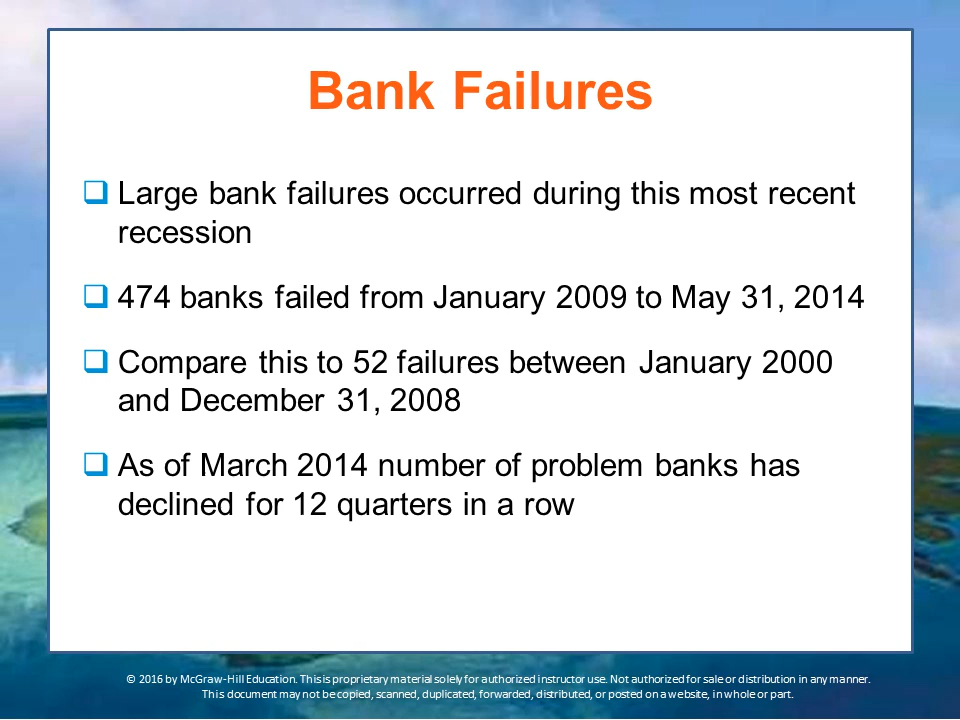 Bank Failures
Large bank failures occurred during this most recent
recession
474 banks failed from January 2009 to May 31, 2014
Compare this to 52 failures between January 2000
and December 31, 2008
As of March 2014 number of problem banks has
declined for 12 quarters in a row
© 2016 by McGraw-Hill Education. This is proprietary material solely for authorized instructor use. Not authorized for sale or distribution in any manner.
This document may not be copied, scanned, duplicated, forwarded, distributed, or posted on a website, in whole or part.